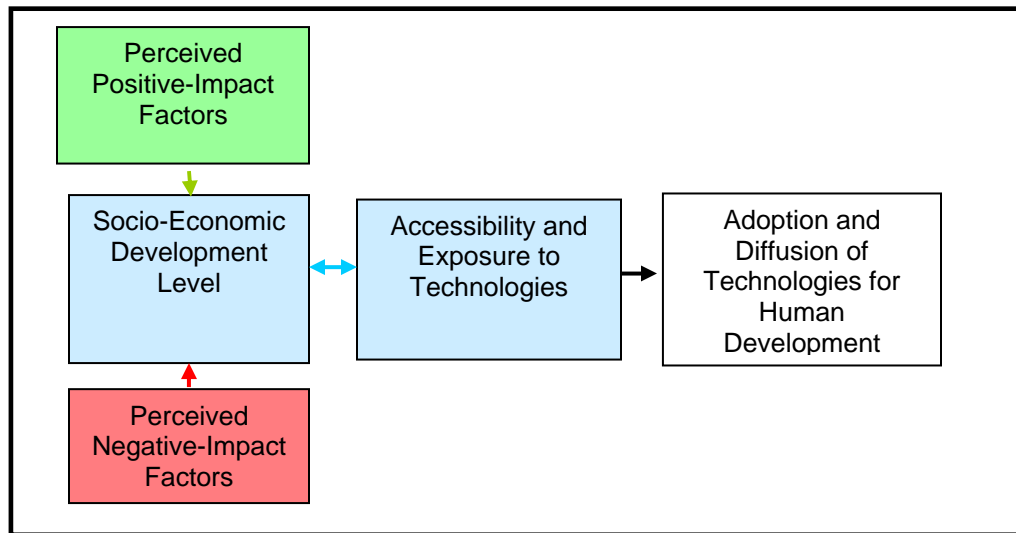 Perceived
Positive-Impact
Factors
Socio-Economic
Development
Level
Accessibility and
Exposure to
Technologies
Adoption and
Diffusion of
Technologies for
Human
Development
Perceived
Negative-Impact
Factors